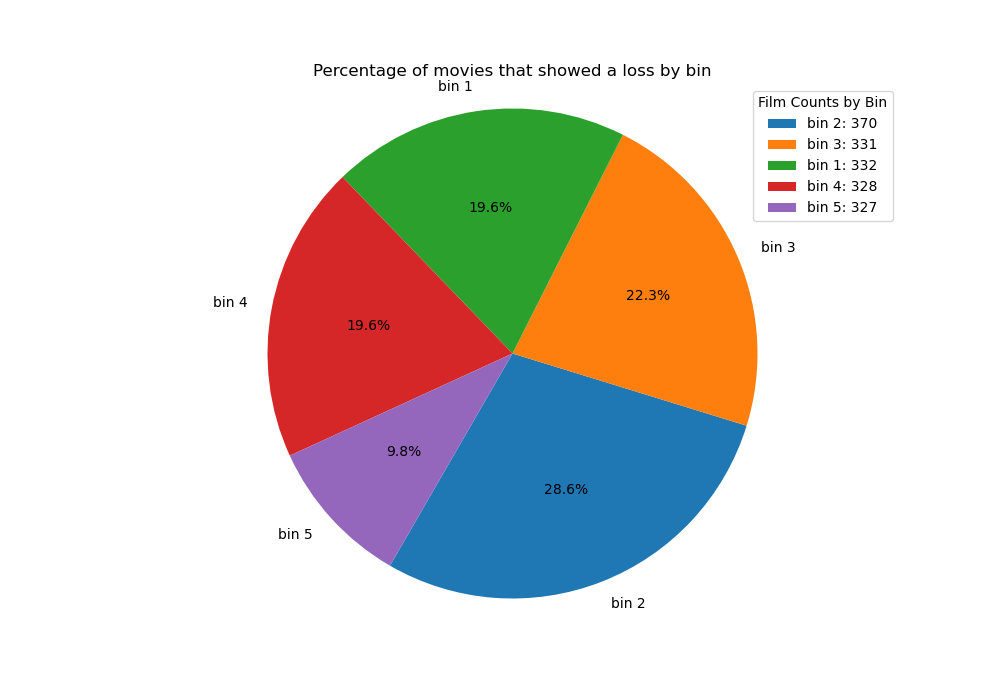 Percentage of movies that showed a loss by bin
bin 1
Film Counts by Bin
bin 2: 370
bin 3: 331
bin 1: 332
bin 4: 328
bin 5: 327
19.6%
bin 3
22.3%
bin 4
19.6%
9.8%
28.6%
bin 5
bin 2